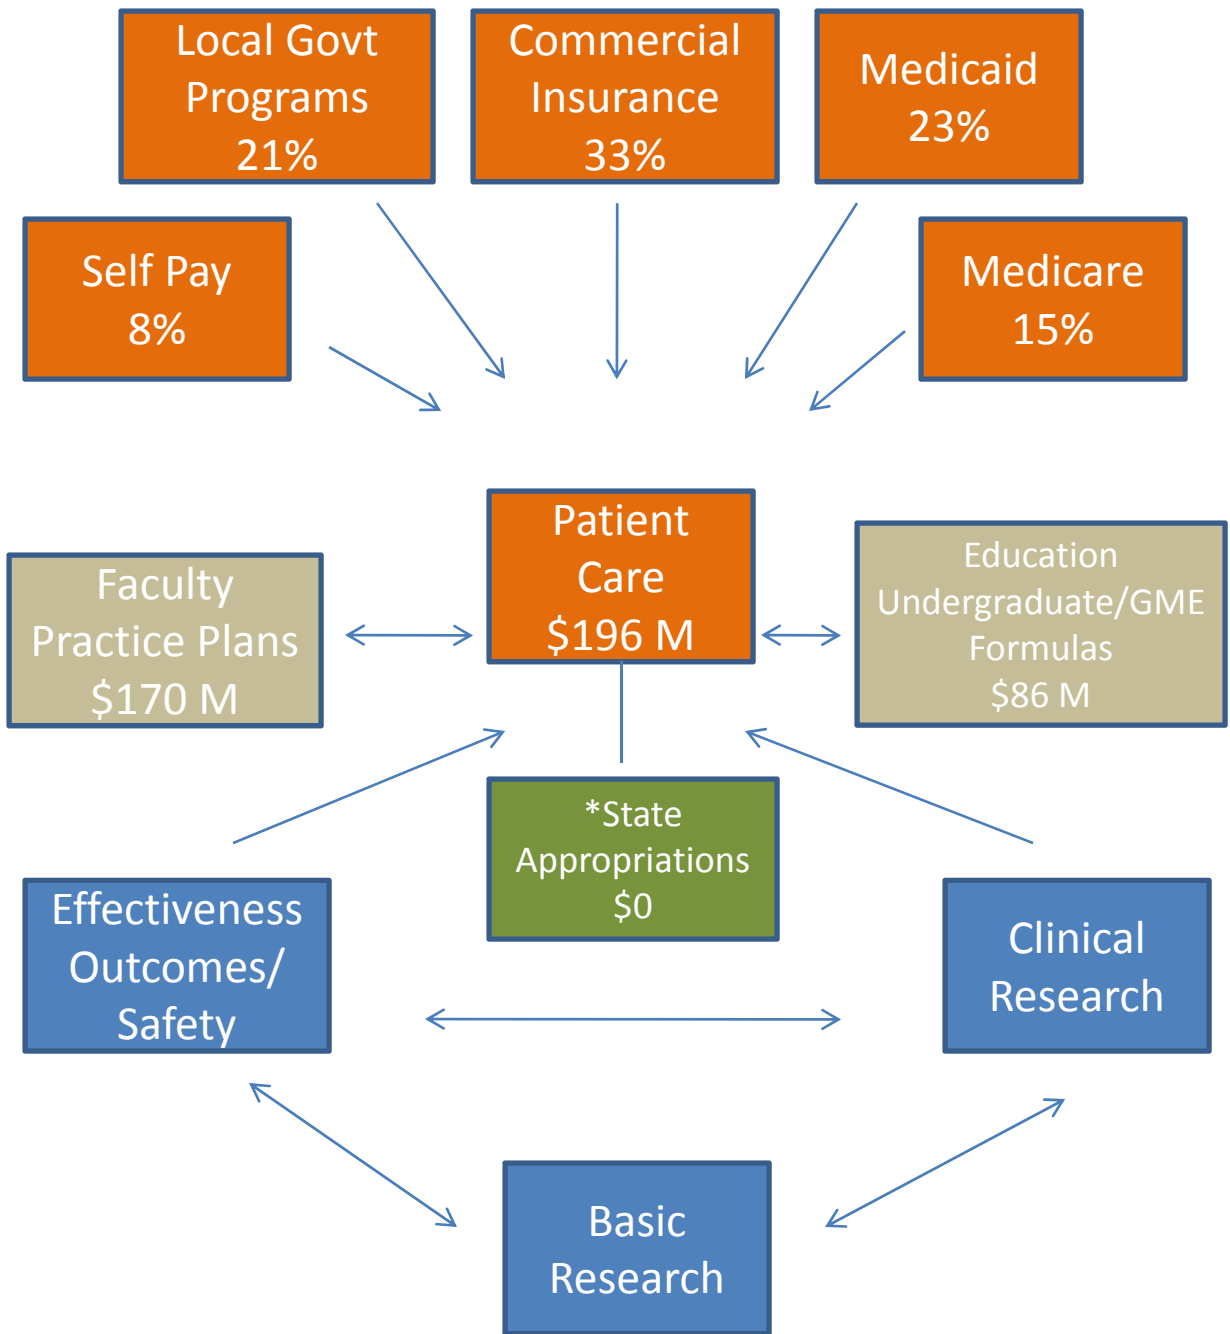 Local Govt
Programs
21%
Commercial
Insurance
33%
Medicaid
23%
Self Pay
8%
Medicare
15%
Patient
Care
$196 M
Faculty
Practice Plans
$170 M
Education
Undergraduate/GME
Formulas
$86 M
*State
Appropriations
$0
Effectiveness
Outcomes/
Safety
Clinical
Research
Basic
Research